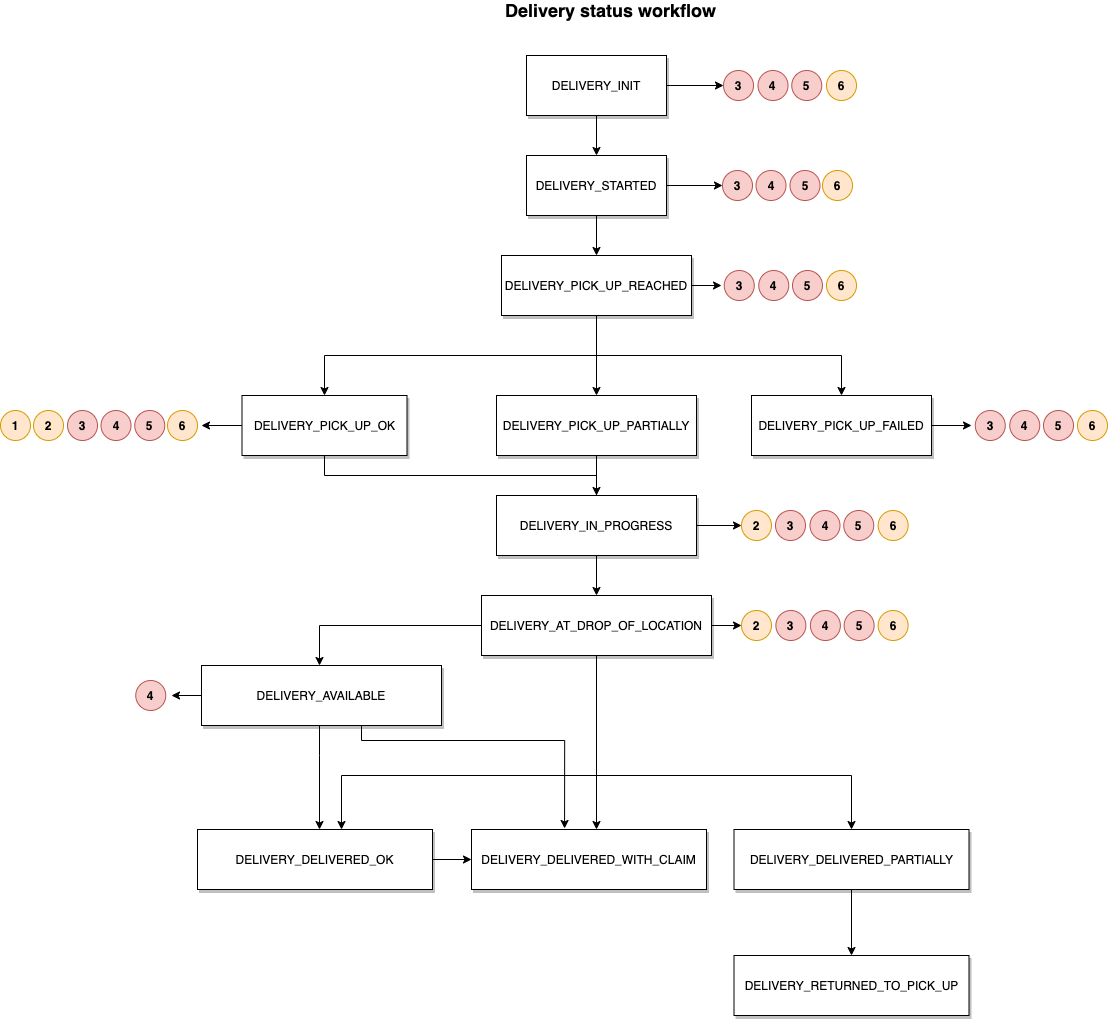 Delivery status workflow
DELIVERY_INIT
3 4 5 6
DELIVERY_STARTED
3 4 5 6
DELIVERY_PICK_UP_REACHED
3 4 5 6
1 2 3 4 5 6
DELIVERY_PICK_UP_OK
DELIVERY_PICK_UP_PARTIALLY
DELIVERY_PICK_UP_FAILED
3 4 5 6
DELIVERY_IN_PROGRESS
2 3 4 5 6
DELIVERY_AT_DROP_OF_LOCATION
2 3 4 5 6
4
DELIVERY_AVAILABLE
DELIVERY_DELIVERED_OK
DELIVERY_DELIVERED_WITH_CLAIM
DELIVERY_DELIVERED_PARTIALLY
DELIVERY_RETURNED_TO_PICK_UP